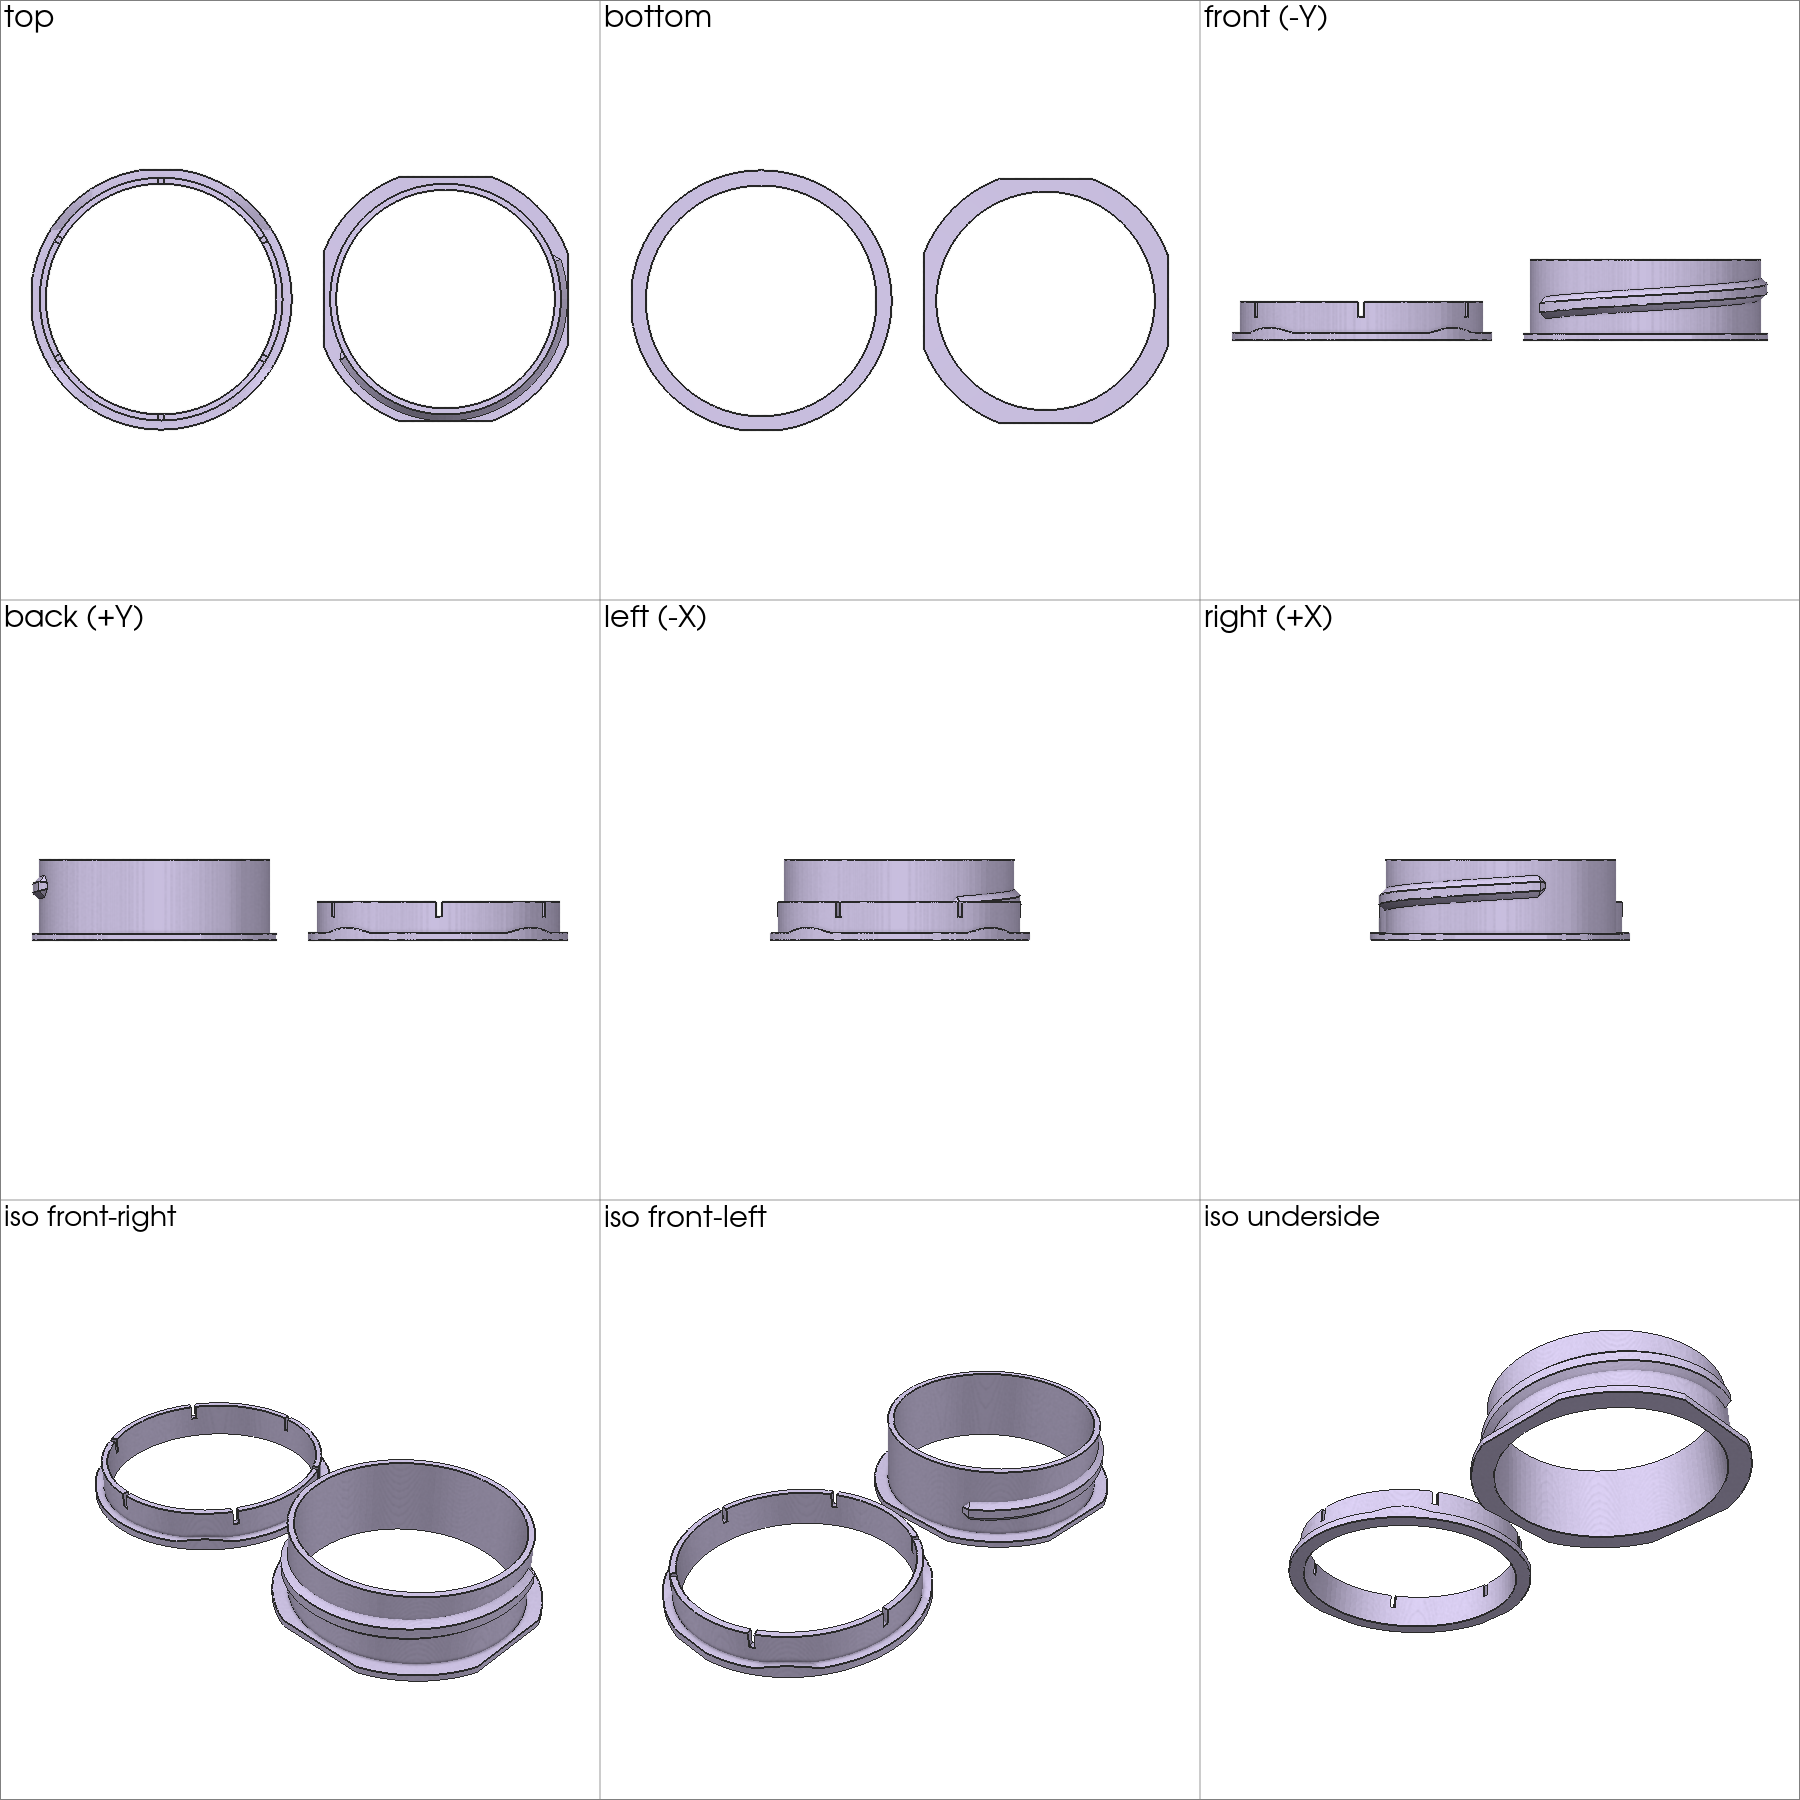 top
bottom
front (-Y)
back (+Y)
left (-X)
right (+X)
iso front-right
iso front-left
iso underside